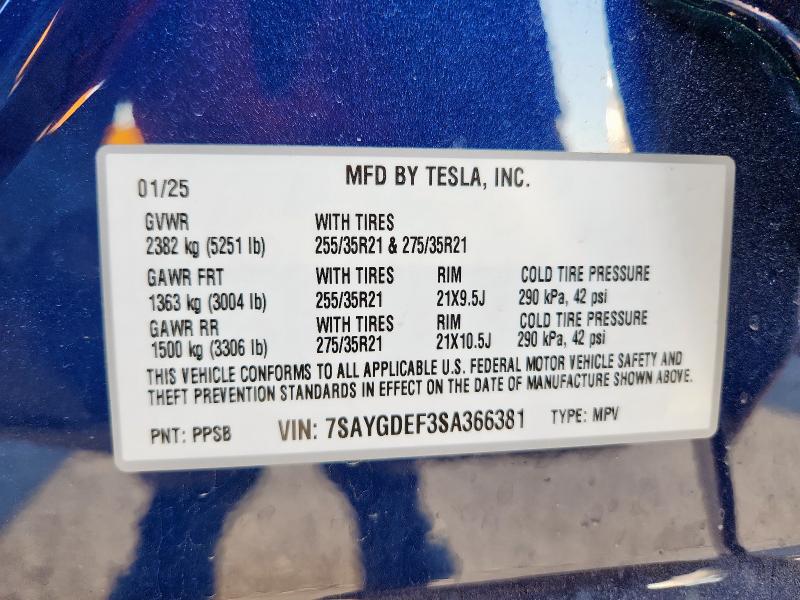 01/25 MFD BY TESLA, INC.
GVWR WITH TIRES
2382 kg (5251 lb) 255/35R21 & 275/35R21
GAWR FRT WITH TIRES RIM COLD TIRE PRESSURE
1363 kg (3004 lb) 255/35R21 21X9.5J 290 kPa, 42 psi
GAWR RR WITH TIRES RIM COLD TIRE PRESSURE
1500 kg (3306 lb) 275/35R21 21X10.5J 290 kPa, 42 psi
THIS VEHICLE CONFORMS TO ALL APPLICABLE U.S. FEDERAL MOTOR VEHICLE SAFETY AND
THEFT PREVENTION STANDARDS IN EFFECT ON THE DATE OF MANUFACTURE SHOWN ABOVE.
PNT: PPSB VIN: 7SAYGDEF3SA366381 TYPE: MPV